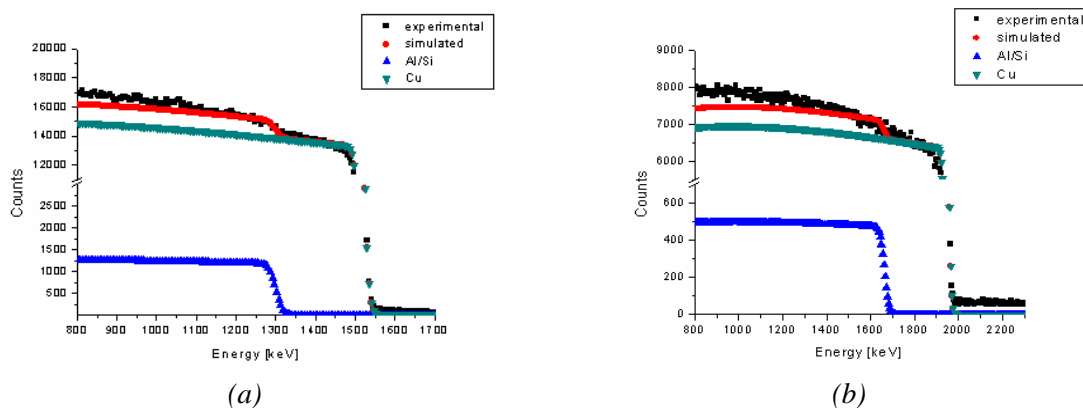 experimental
simulated
Al/Si
Cu
20000
18000
16000
14000
12000
2500
2000
1500
1000
500
Counts
800 900 1000 1100 1200 1300 1400 1500 1600 1700
Energy [keV]
(a)
experimental
simulated
Al/Si
Cu
9000
8000
7000
6000
600
400
200
0
Counts
800 1000 1200 1400 1600 1800 2000 2200
Energy [keV]
(b)